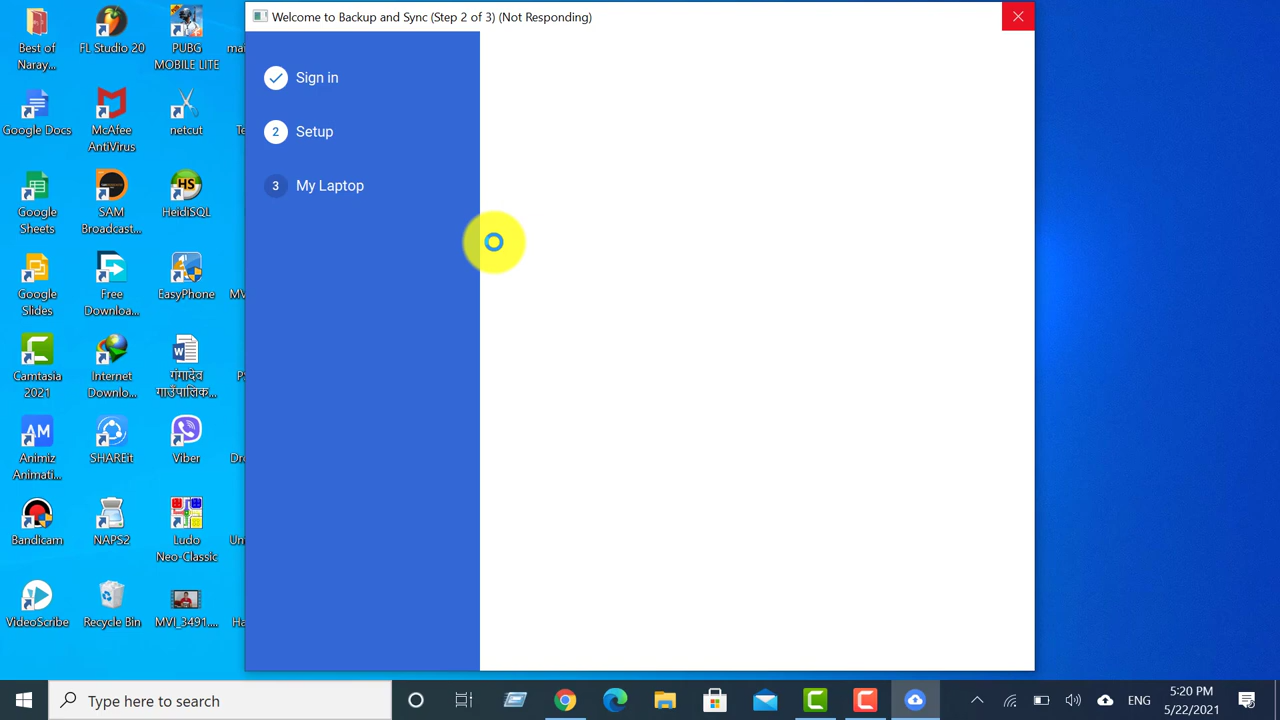 Welcome to Backup and Sync (Step 2 of 3) (Not Responding)
Sign in
2
Setup
3
My Laptop
Best of
Naray...
FL Studio 20
PUBG
MOBILE LITE
Google Docs
McAfee
AntiVirus
netcut
Google
Sheets
SAM
Broadcast...
HS
HeidiSQL
Google
Slides
Free
Downloa...
EasyPhone
Camtasia
2021
Internet
Downlo...
गंगादेव
गाउँपालिक...
AM
Animiz
Animati...
SHAREit
Viber
Bandicam
NAPS2
Ludo
Neo-Classic
VideoScribe
Recycle Bin
MVI_3491....
Type here to search
ENG
5:20 PM
5/22/2021